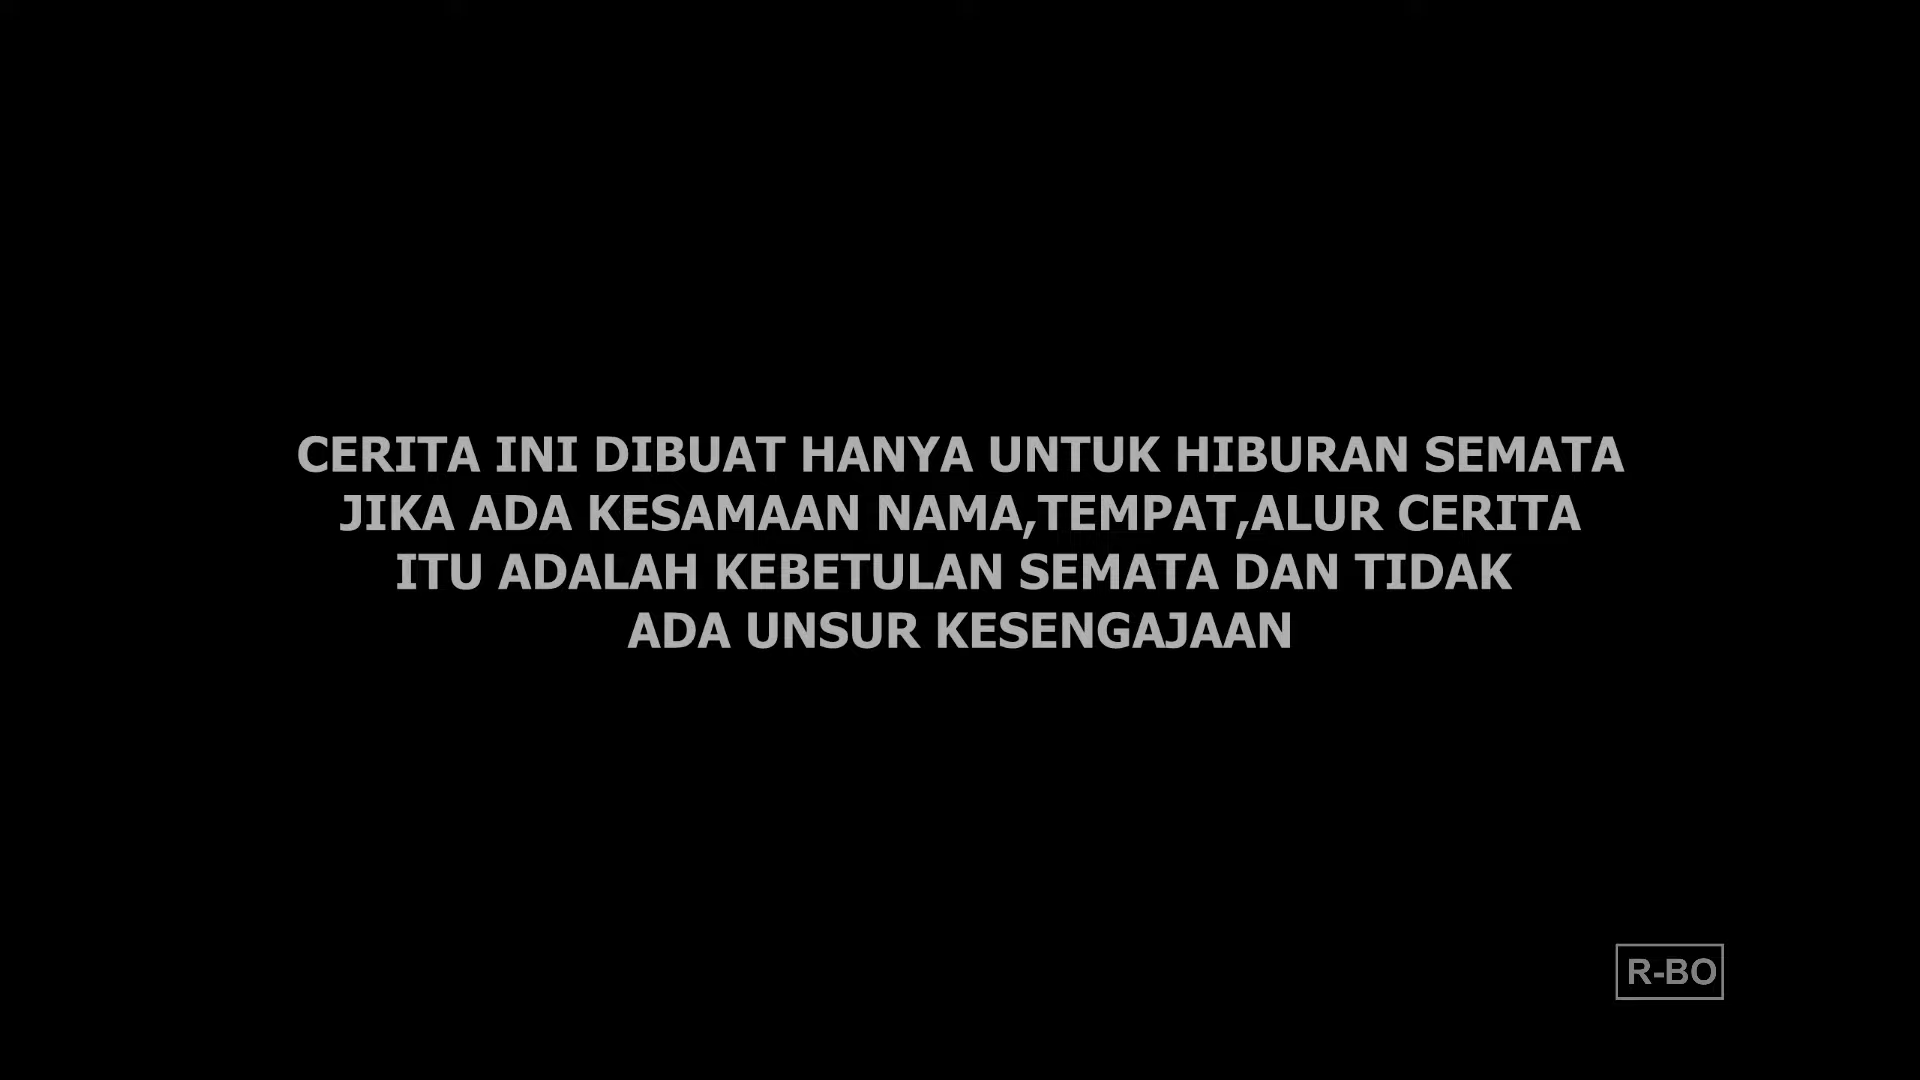 CERITA INI DIBUAT HANYA UNTUK HIBURAN SEMATA
JIKA ADA KESAMAAN NAMA,TEMPAT,ALUR CERITA
ITU ADALAH KEBETULAN SEMATA DAN TIDAK
ADA UNSUR KESENGAJAAN
R-BO